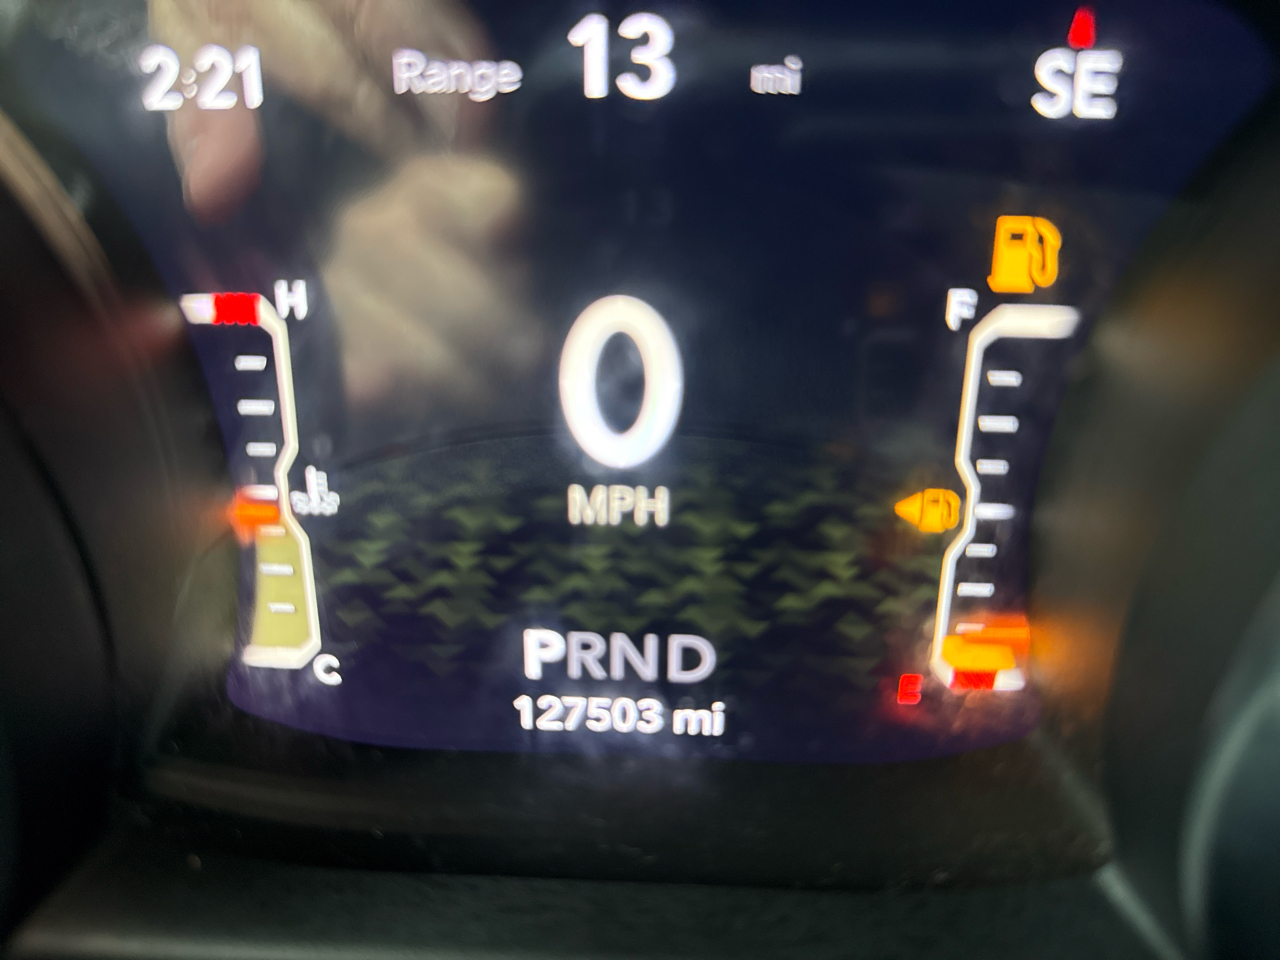 2:21 Range 13 mi SE
H F
0
MPH
PRND
C E
127503 mi